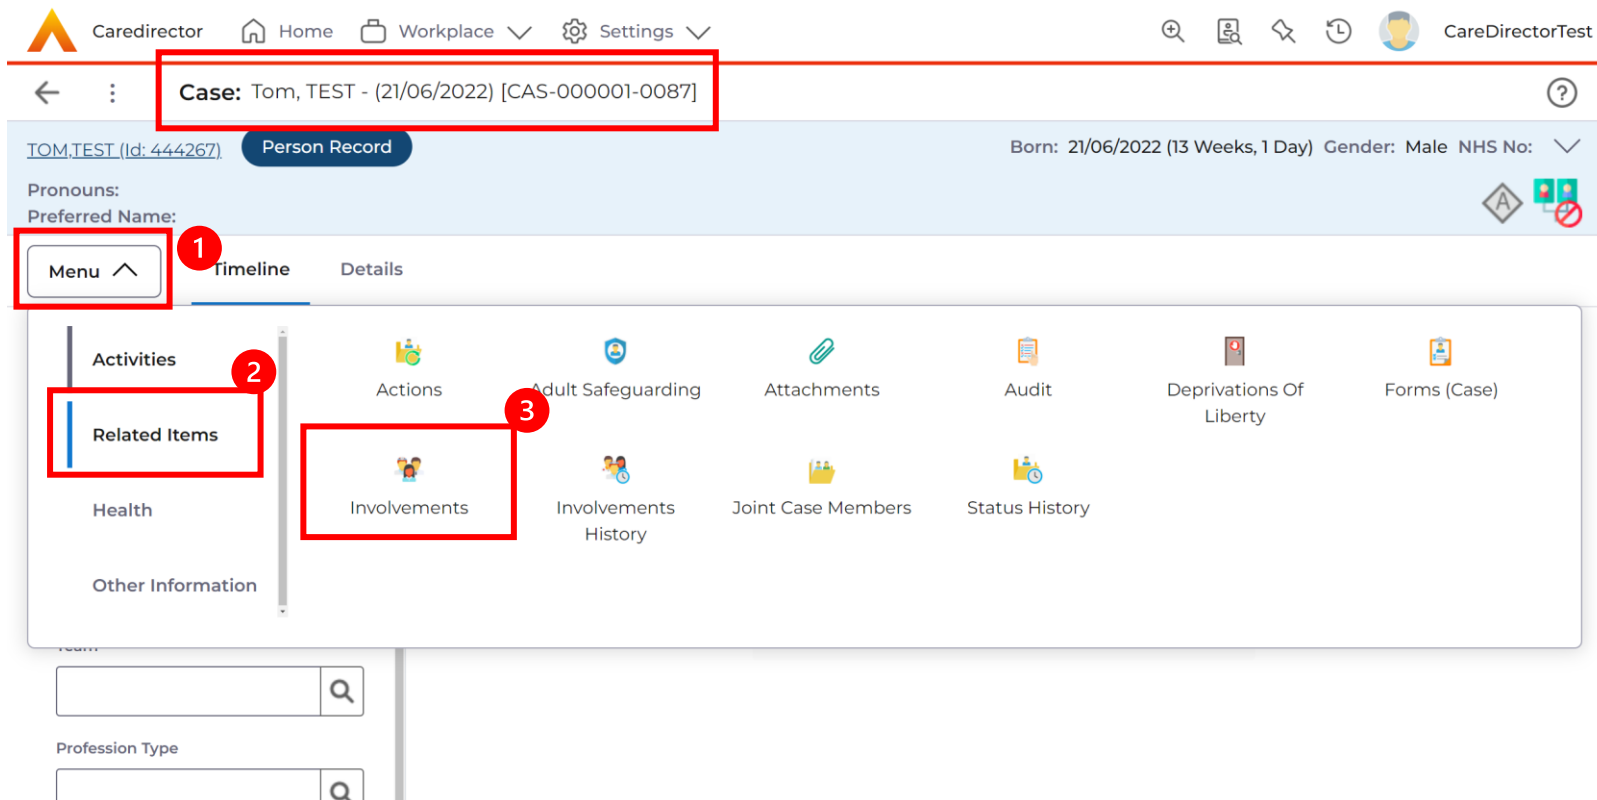 Caredirector Home Workplace Settings CareDirectorTest
Case: Tom, TEST - (21/06/2022) [CAS-000001-0087]
TOM,TEST (Id: 444267) Person Record Born: 21/06/2022 (13 Weeks, 1 Day) Gender: Male NHS No:
Pronouns:
Preferred Name:
1
Menu Timeline Details
Activities
2
Related Items
Health
Other Information
Actions Adult Safeguarding Attachments Audit Deprivations Of Liberty Forms (Case)
3
Involvements Involvements History Joint Case Members Status History
Team
Profession Type